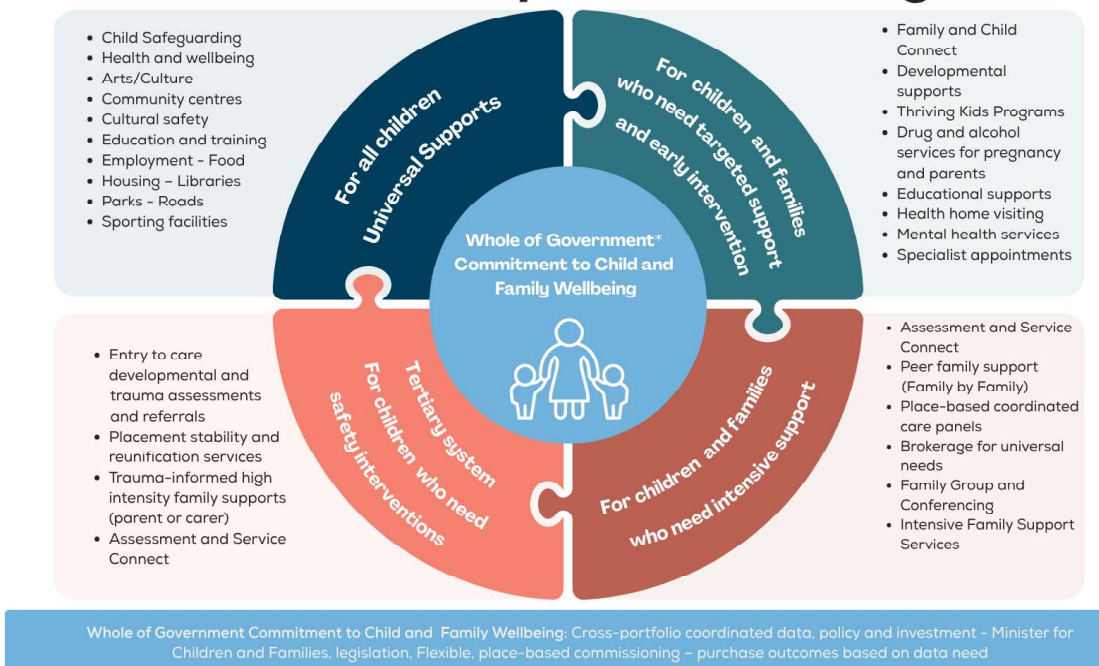 • Child Safeguarding
• Health and wellbeing
• Arts/Culture
• Community centres
• Cultural safety
• Education and training
• Employment - Food
• Housing – Libraries
• Parks - Roads
• Sporting facilities
For all children
Universal Supports
For children and families
who need targeted support
and early intervention
• Family and Child
Connect
• Developmental
supports
• Thriving Kids Programs
• Drug and alcohol
services for pregnancy
and parents
• Educational supports
• Health home visiting
• Mental health services
• Specialist appointments
Whole of Government*
Commitment to Child and
Family Wellbeing
• Entry to care
developmental and
trauma assessments
and referrals
• Placement stability and
reunification services
• Trauma-informed high
intensity family supports
(parent or carer)
• Assessment and Service
Connect
Tertiary system
For children who need
safety interventions
For children and families
who need intensive support
• Assessment and Service
Connect
• Peer family support
(Family by Family)
• Place-based coordinated
care panels
• Brokerage for universal
needs
• Family Group and
Conferencing
• Intensive Family Support
Services
Whole of Government Commitment to Child and Family Wellbeing: Cross-portfolio coordinated data, policy and investment - Minister for
Children and Families, legislation, Flexible, place-based commissioning – purchase outcomes based on data need